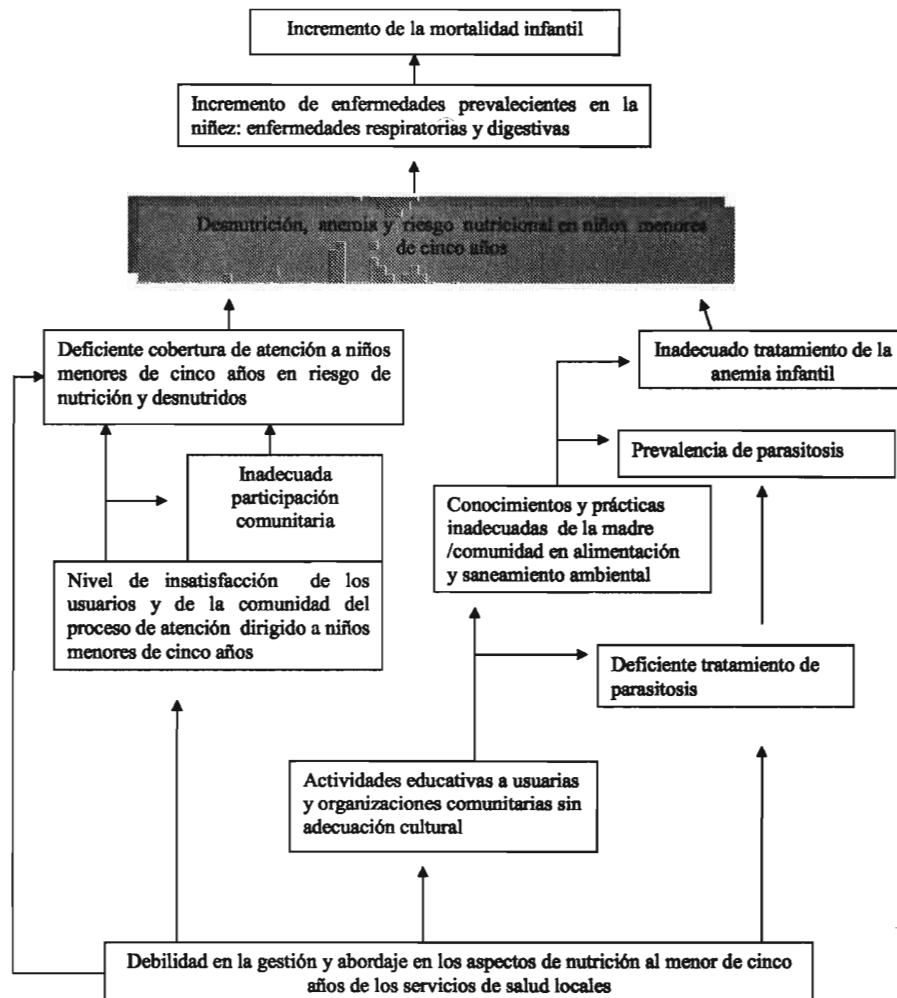 Incremento de la mortalidad infantil
Incremento de enfermedades prevalecientes en la
niñez: enfermedades respiratorias y digestivas
Desnutrición, anemia y riesgo nutricional en niños menores
de cinco años
Deficiente cobertura de atención a niños
menores de cinco años en riesgo de
nutrición y desnutridos
Inadecuado tratamiento de la
anemia infantil
Prevalencia de parasitosis
Inadecuada
participación
comunitaria
Conocimientos y prácticas
inadecuadas de la madre
/comunidad en alimentación
y saneamiento ambiental
Nivel de insatisfacción de los
usuarios y de la comunidad del
proceso de atención dirigido a niños
menores de cinco años
Deficiente tratamiento de
parasitosis
Actividades educativas a usuarias
y organizaciones comunitarias sin
adecuación cultural
Debilidad en la gestión y abordaje en los aspectos de nutrición al menor de cinco
años de los servicios de salud locales